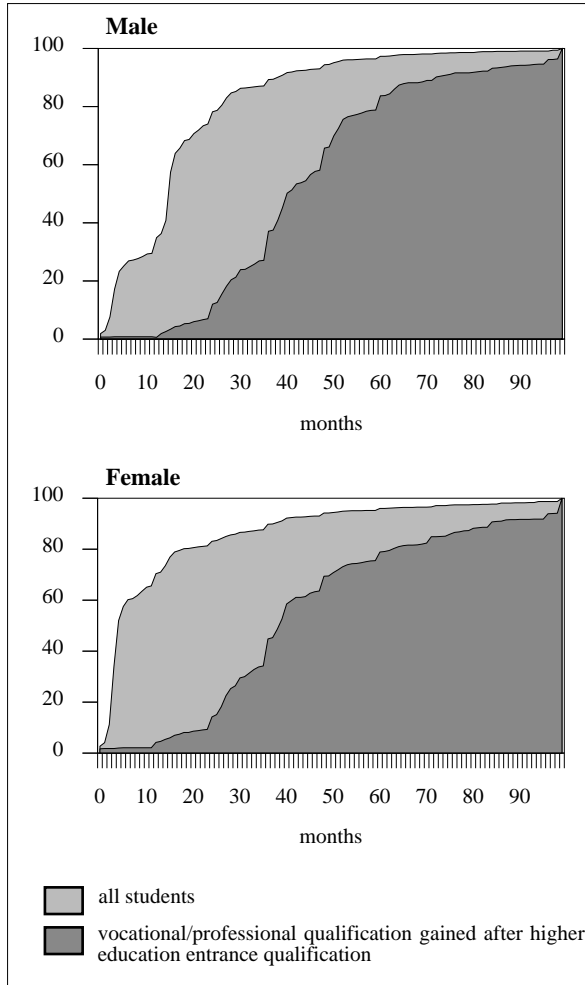 Male
100
80
60
40
20
0
0 10 20 30 40 50 60 70 80 90
months
Female
100
80
60
40
20
0
0 10 20 30 40 50 60 70 80 90
months
all students
vocational/professional qualification gained after higher
education entrance qualification